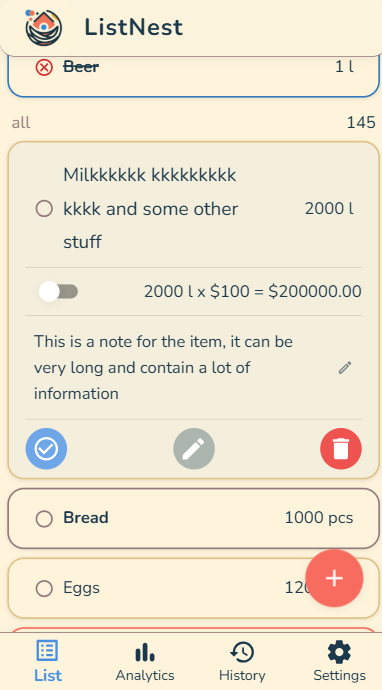 ListNest
Beer 1 l
all 145
Milkkkkkk kkkkkkkkk
kkkk and some other
stuff
2000 l
2000 l x $100 = $200000.00
This is a note for the item, it can be
very long and contain a lot of
information
Bread 1000 pcs
Eggs
List Analytics History Settings